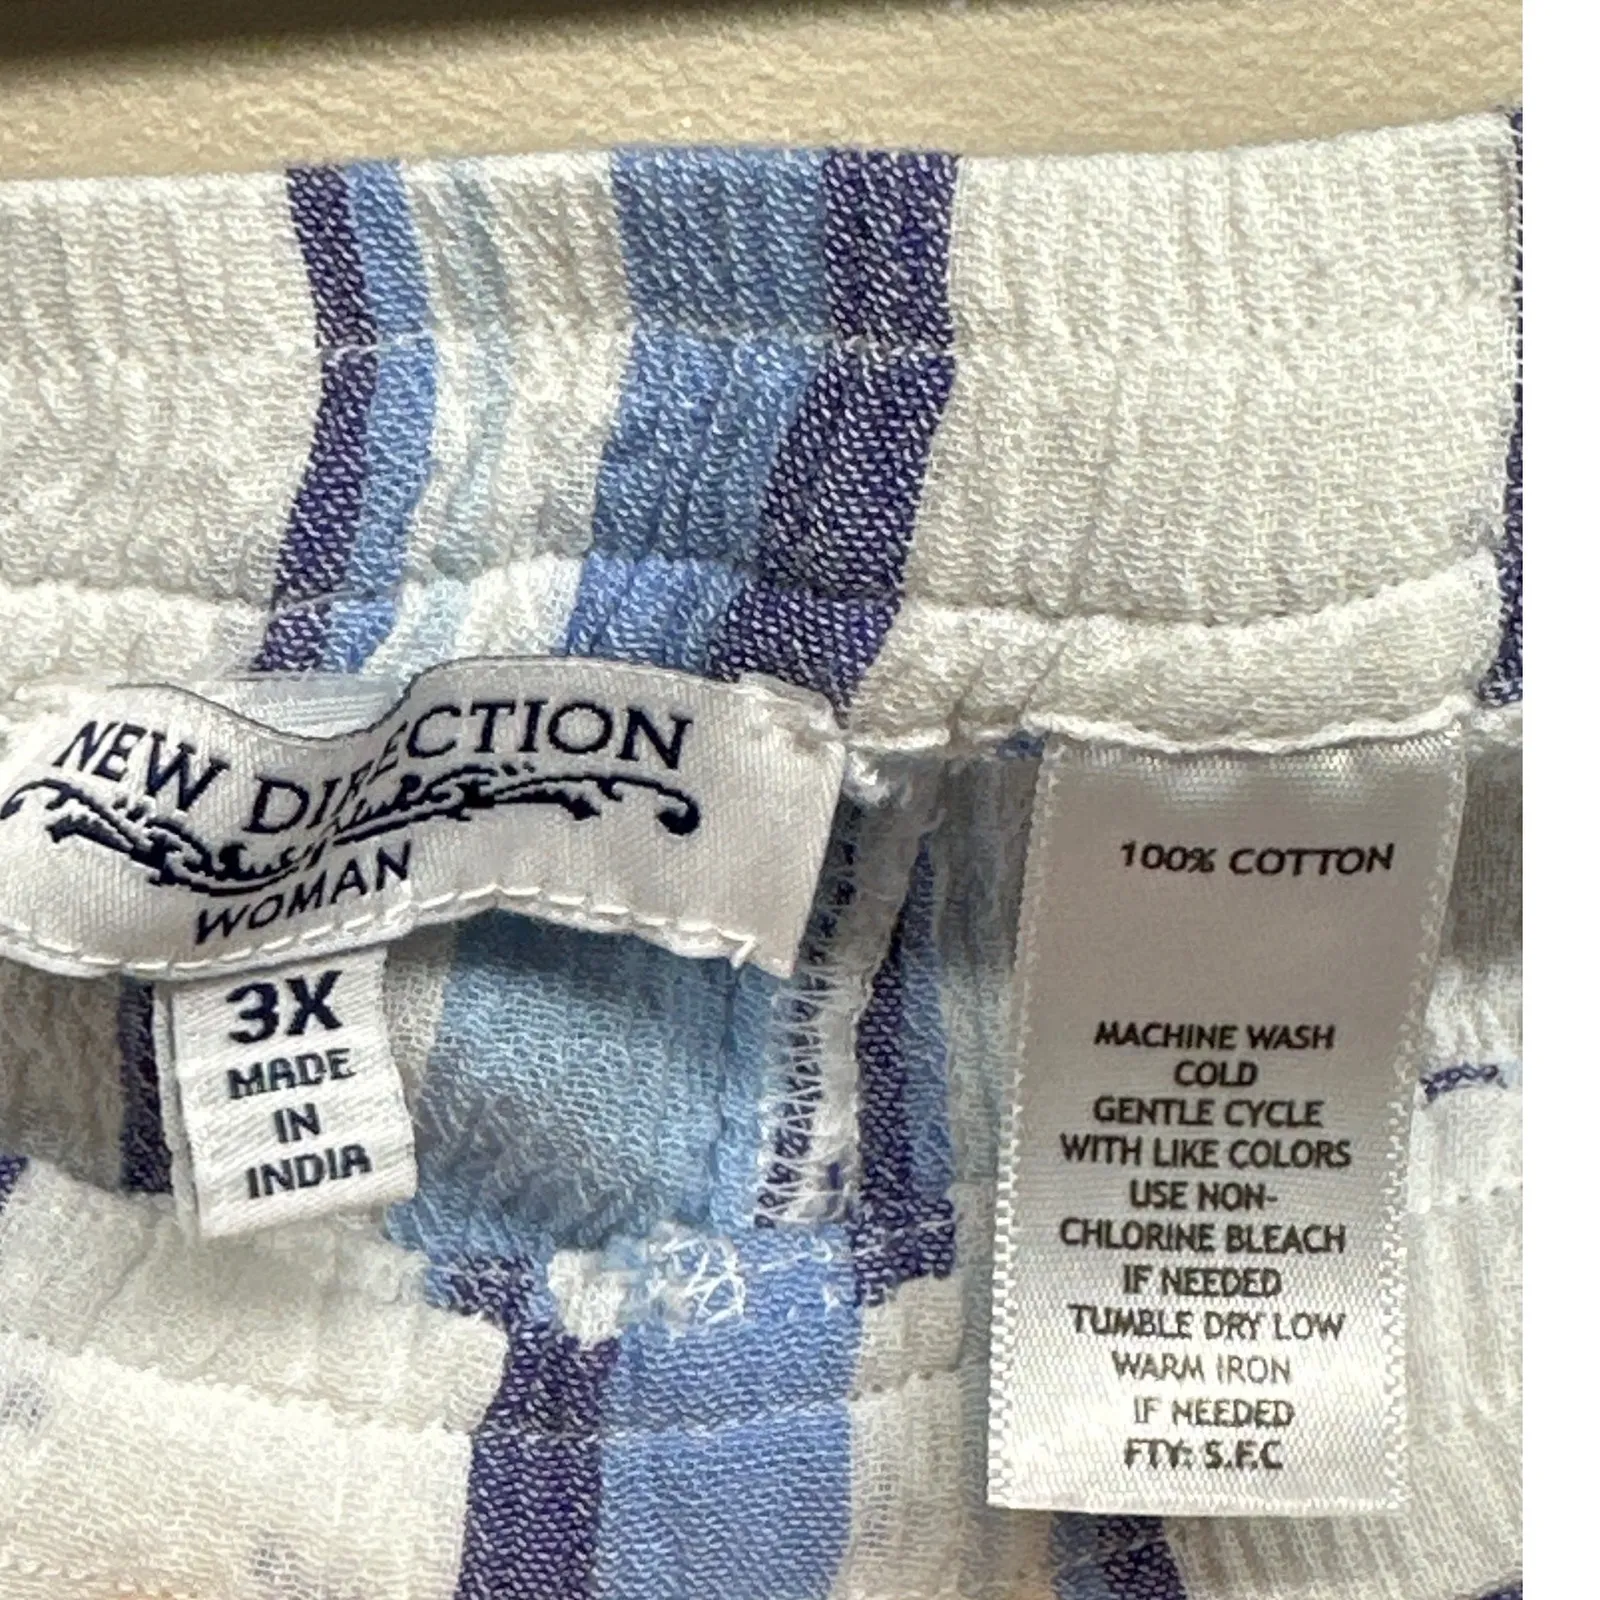 NEW DIRECTION
WOMAN
3X
MADE
IN
INDIA
100% COTTON
MACHINE WASH
COLD
GENTLE CYCLE
WITH LIKE COLORS
USE NON-
CHLORINE BLEACH
IF NEEDED
TUMBLE DRY LOW
WARM IRON
IF NEEDED
FTY: S.F.C